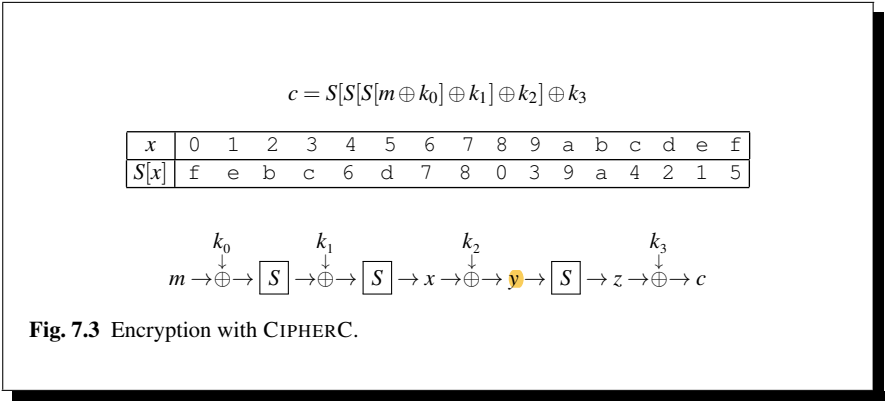 c = S[S[S[m ⊕ k₀] ⊕ k₁] ⊕ k₂] ⊕ k₃
x 0 1 2 3 4 5 6 7 8 9 a b c d e f
S[x] f e b c 6 d 7 8 0 3 9 a 4 2 1 5
k₀ k₁ k₂ k₃
m → ⊕ → S → ⊕ → S → x → ⊕ → y → S → z → ⊕ → c
Fig. 7.3 Encryption with CIPHERC.